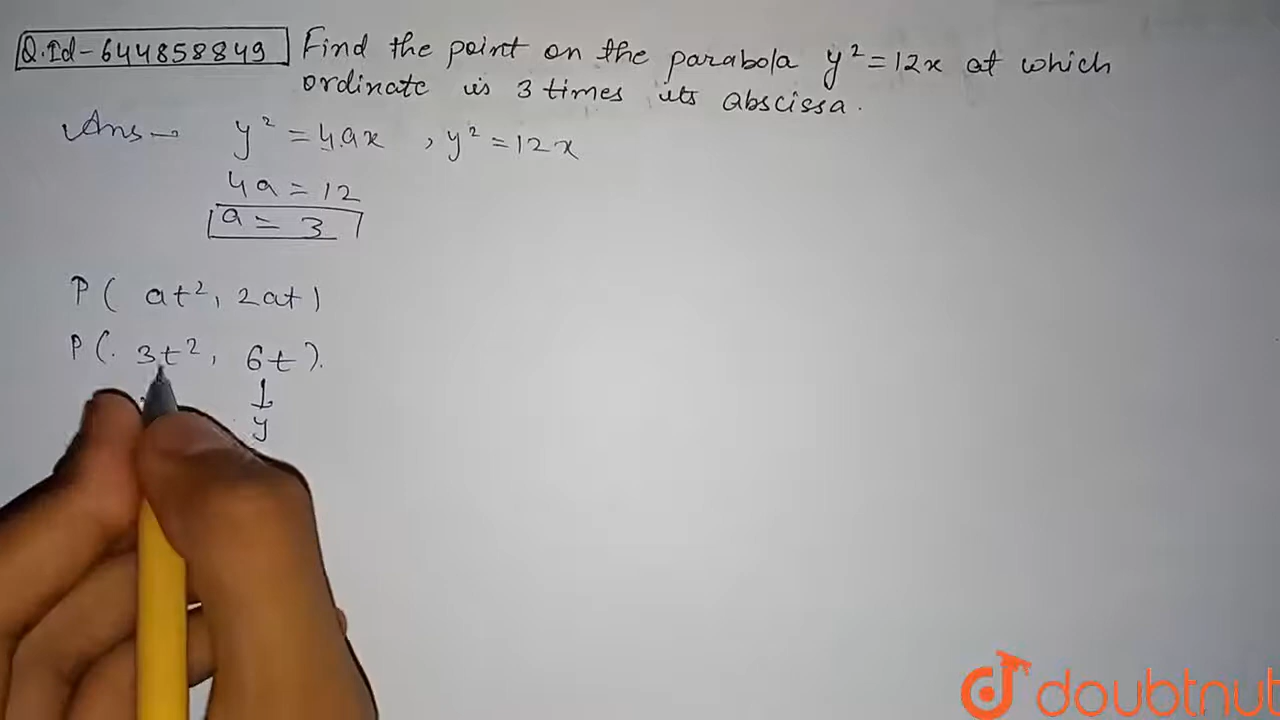 Q.Id-644858849 Find the point on the parabola y²=12x at which
ordinate is 3 times its abscissa.
Ans→ y²=4ax , y²=12x
4a=12
a=3
P( at², 2at)
P(. 3t², 6t).
↓
y
doubtnut